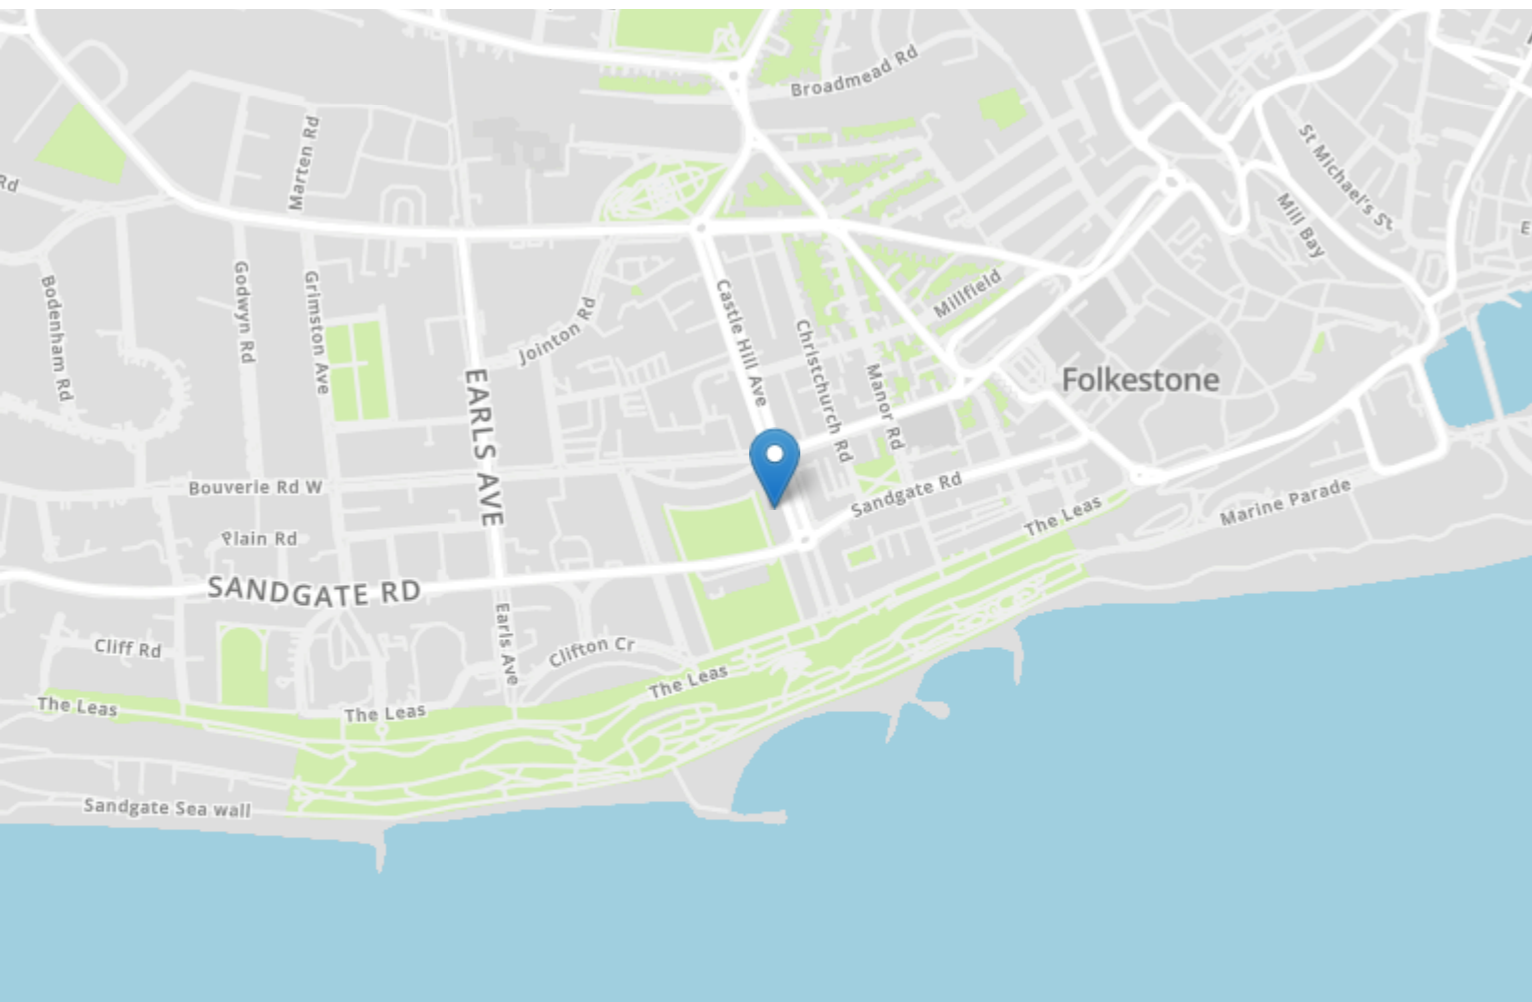 Broadmead Rd
Marten Rd
St Michael's St
Rd
Mill Bay
E
Bodenham Rd
Godwyn Rd
Grimston Ave
Jointon Rd
Castle Hill Ave
Millfield
Christchurch Rd
Manor Rd
Folkestone
EARLS AVE
Bouverie Rd W
Sandgate Rd
The Leas
Marine Parade
Plain Rd
SANDGATE RD
Earls Ave
Cliff Rd
Clifton Cr
The Leas
The Leas
The Leas
Sandgate Sea wall